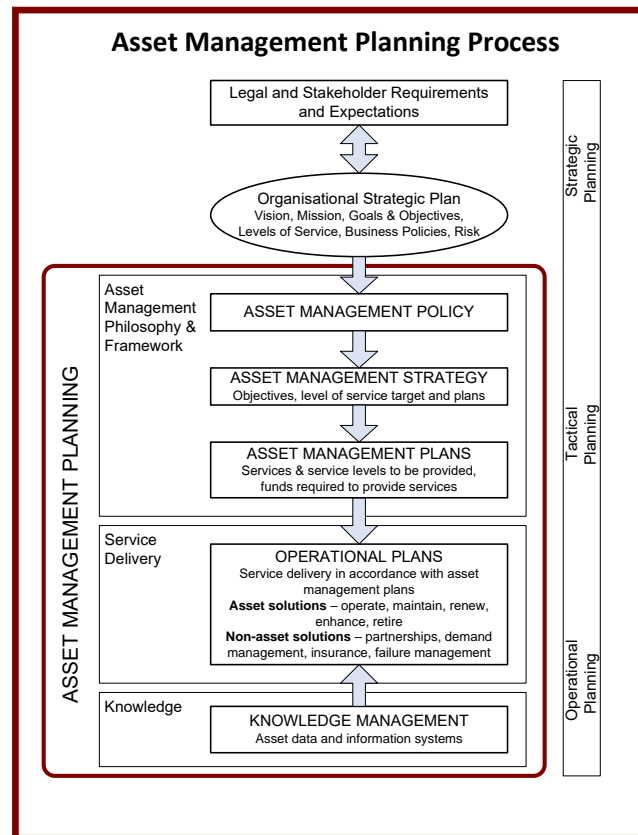 Asset Management Planning Process
Legal and Stakeholder Requirements
and Expectations
Organisational Strategic Plan
Vision, Mission, Goals & Objectives,
Levels of Service, Business Policies, Risk
Strategic
Planning
ASSET MANAGEMENT PLANNING
Asset
Management
Philosophy &
Framework
ASSET MANAGEMENT POLICY
ASSET MANAGEMENT STRATEGY
Objectives, level of service target and plans
ASSET MANAGEMENT PLANS
Services & service levels to be provided,
funds required to provide services
Tactical
Planning
Service
Delivery
OPERATIONAL PLANS
Service delivery in accordance with asset
management plans
Asset solutions – operate, maintain, renew,
enhance, retire
Non-asset solutions – partnerships, demand
management, insurance, failure management
Operational
Planning
Knowledge
KNOWLEDGE MANAGEMENT
Asset data and information systems